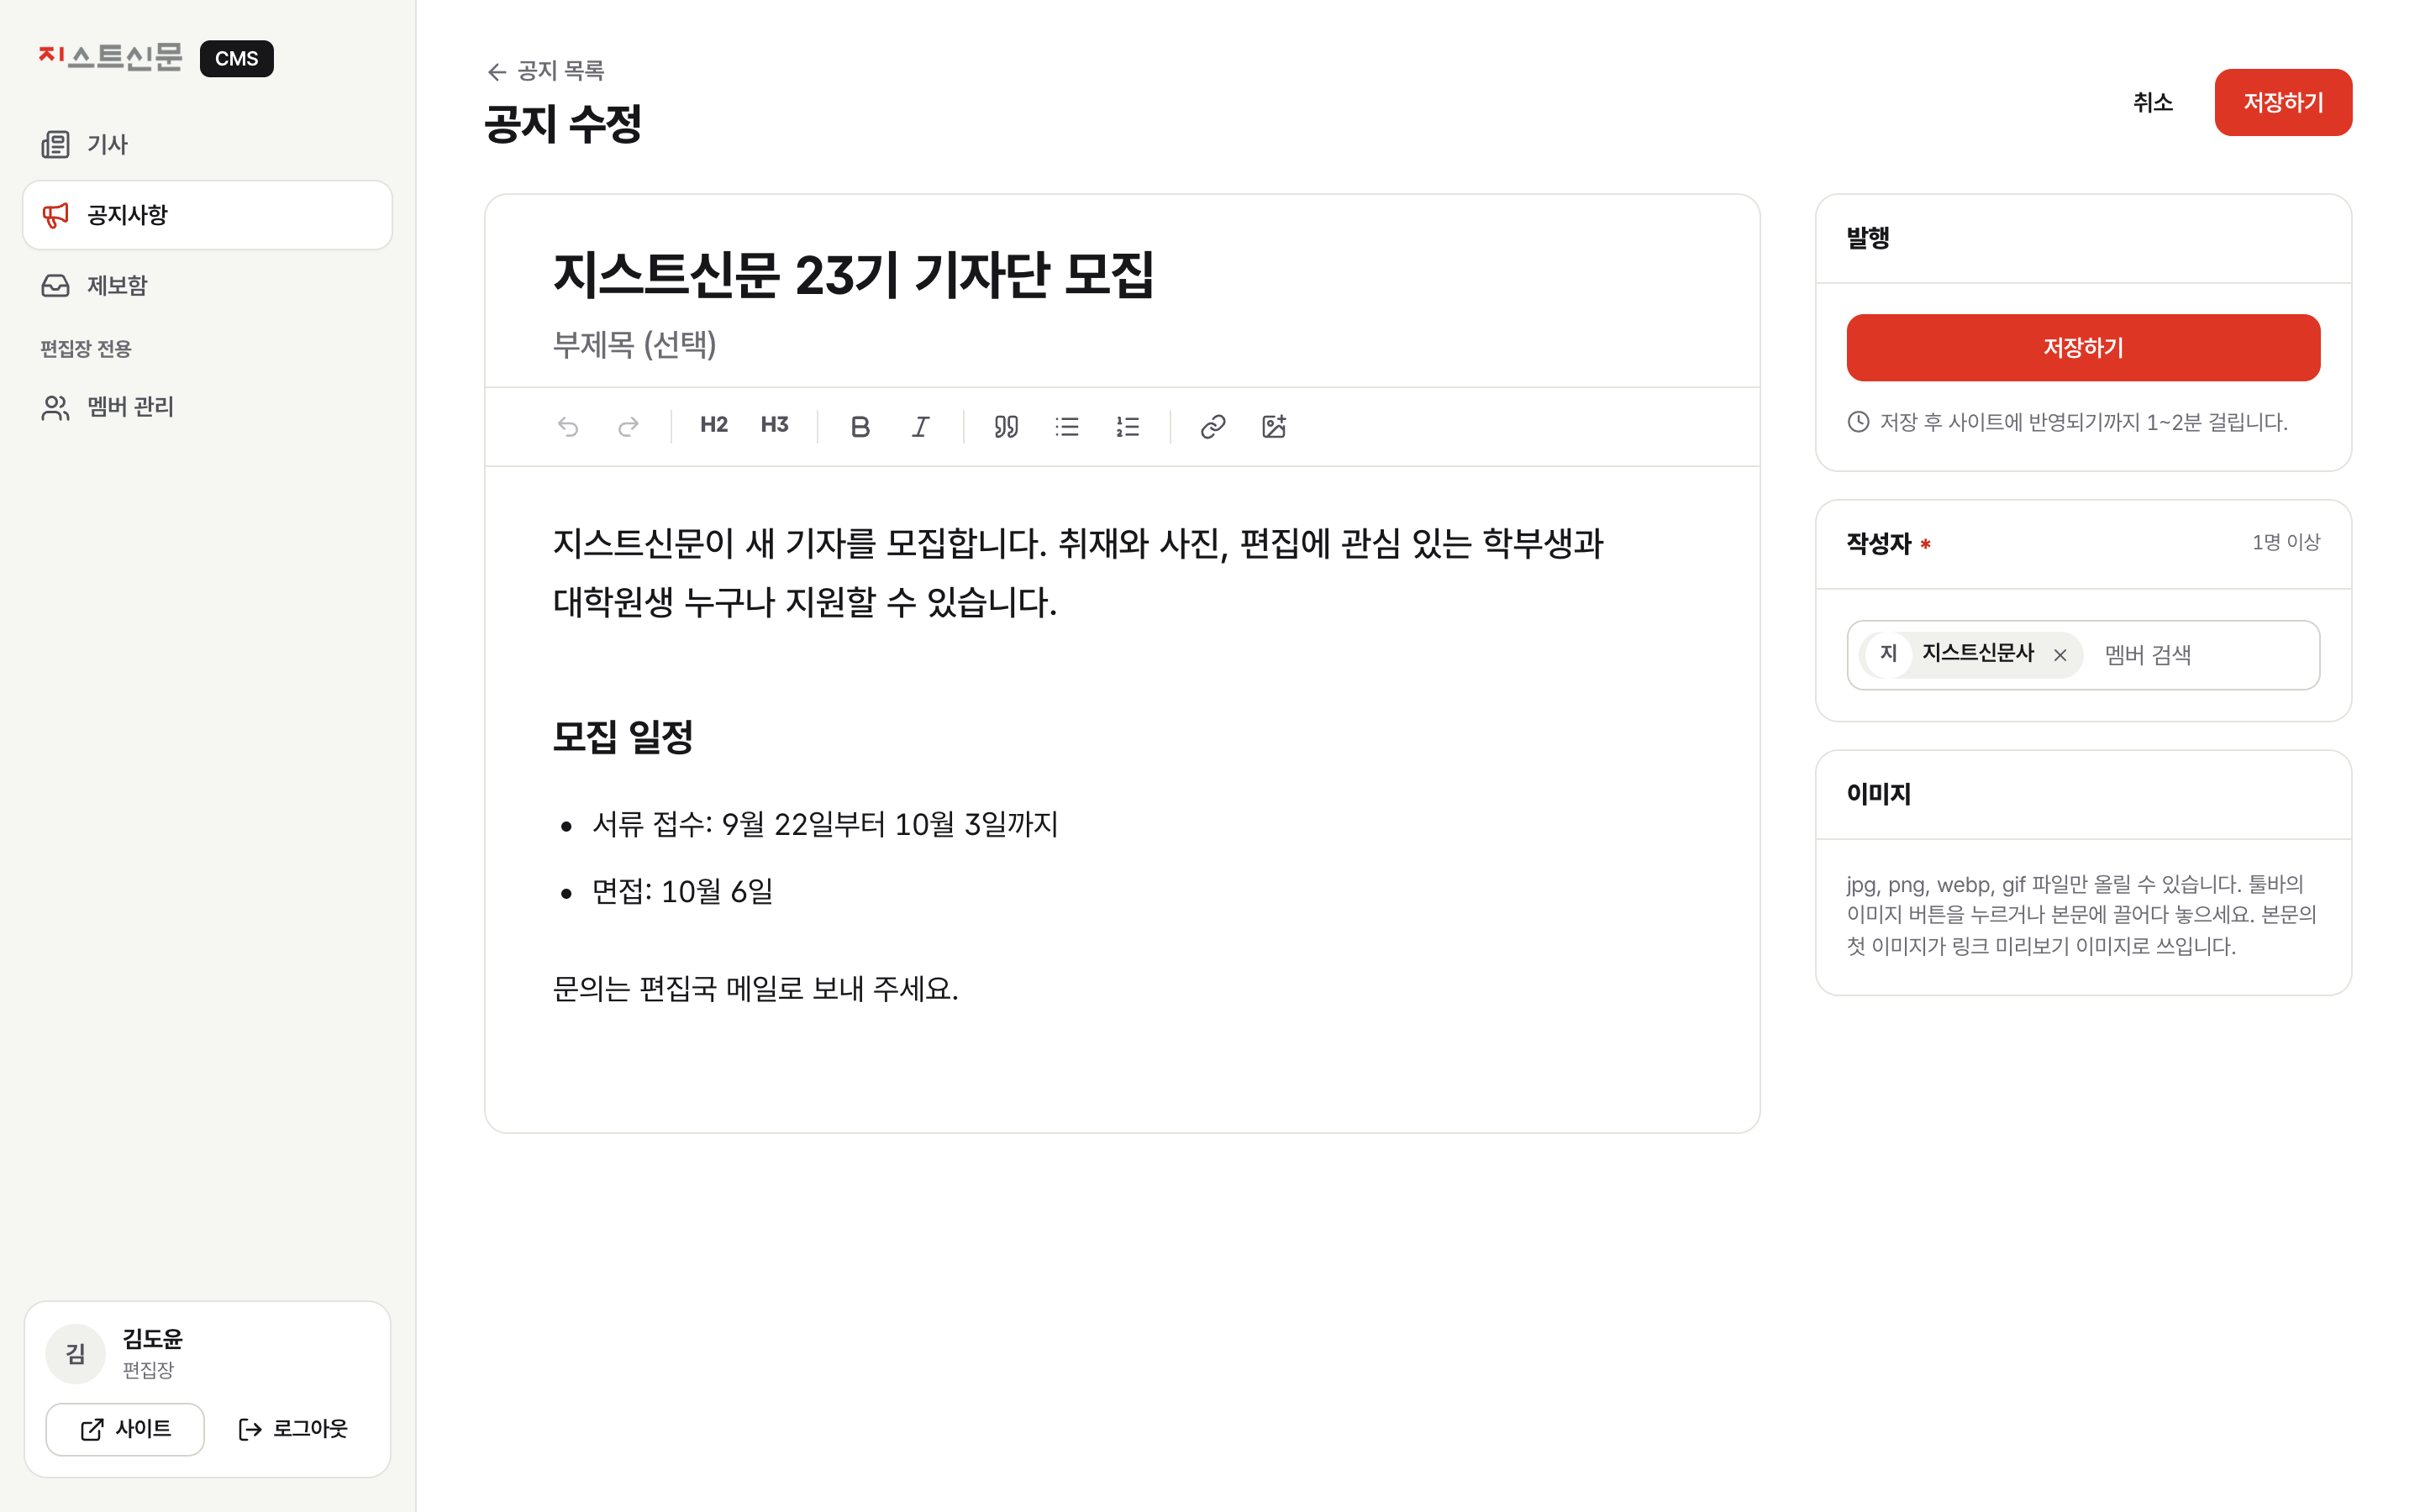 지스트신문 CMS
기사
공지사항
제보함
편집장 전용
멤버 관리
김
김도윤
편집장
사이트
로그아웃
공지 목록
공지 수정
취소
저장하기
지스트신문 23기 기자단 모집
부제목 (선택)
H2 H3 B I
지스트신문이 새 기자를 모집합니다. 취재와 사진, 편집에 관심 있는 학부생과
대학원생 누구나 지원할 수 있습니다.
모집 일정
• 서류 접수: 9월 22일부터 10월 3일까지
• 면접: 10월 6일
문의는 편집국 메일로 보내 주세요.
발행
저장하기
저장 후 사이트에 반영되기까지 1~2분 걸립니다.
작성자 *
1명 이상
지 지스트신문사 × 멤버 검색
이미지
jpg, png, webp, gif 파일만 올릴 수 있습니다. 툴바의
이미지 버튼을 누르거나 본문에 끌어다 놓으세요. 본문의
첫 이미지가 링크 미리보기 이미지로 쓰입니다.